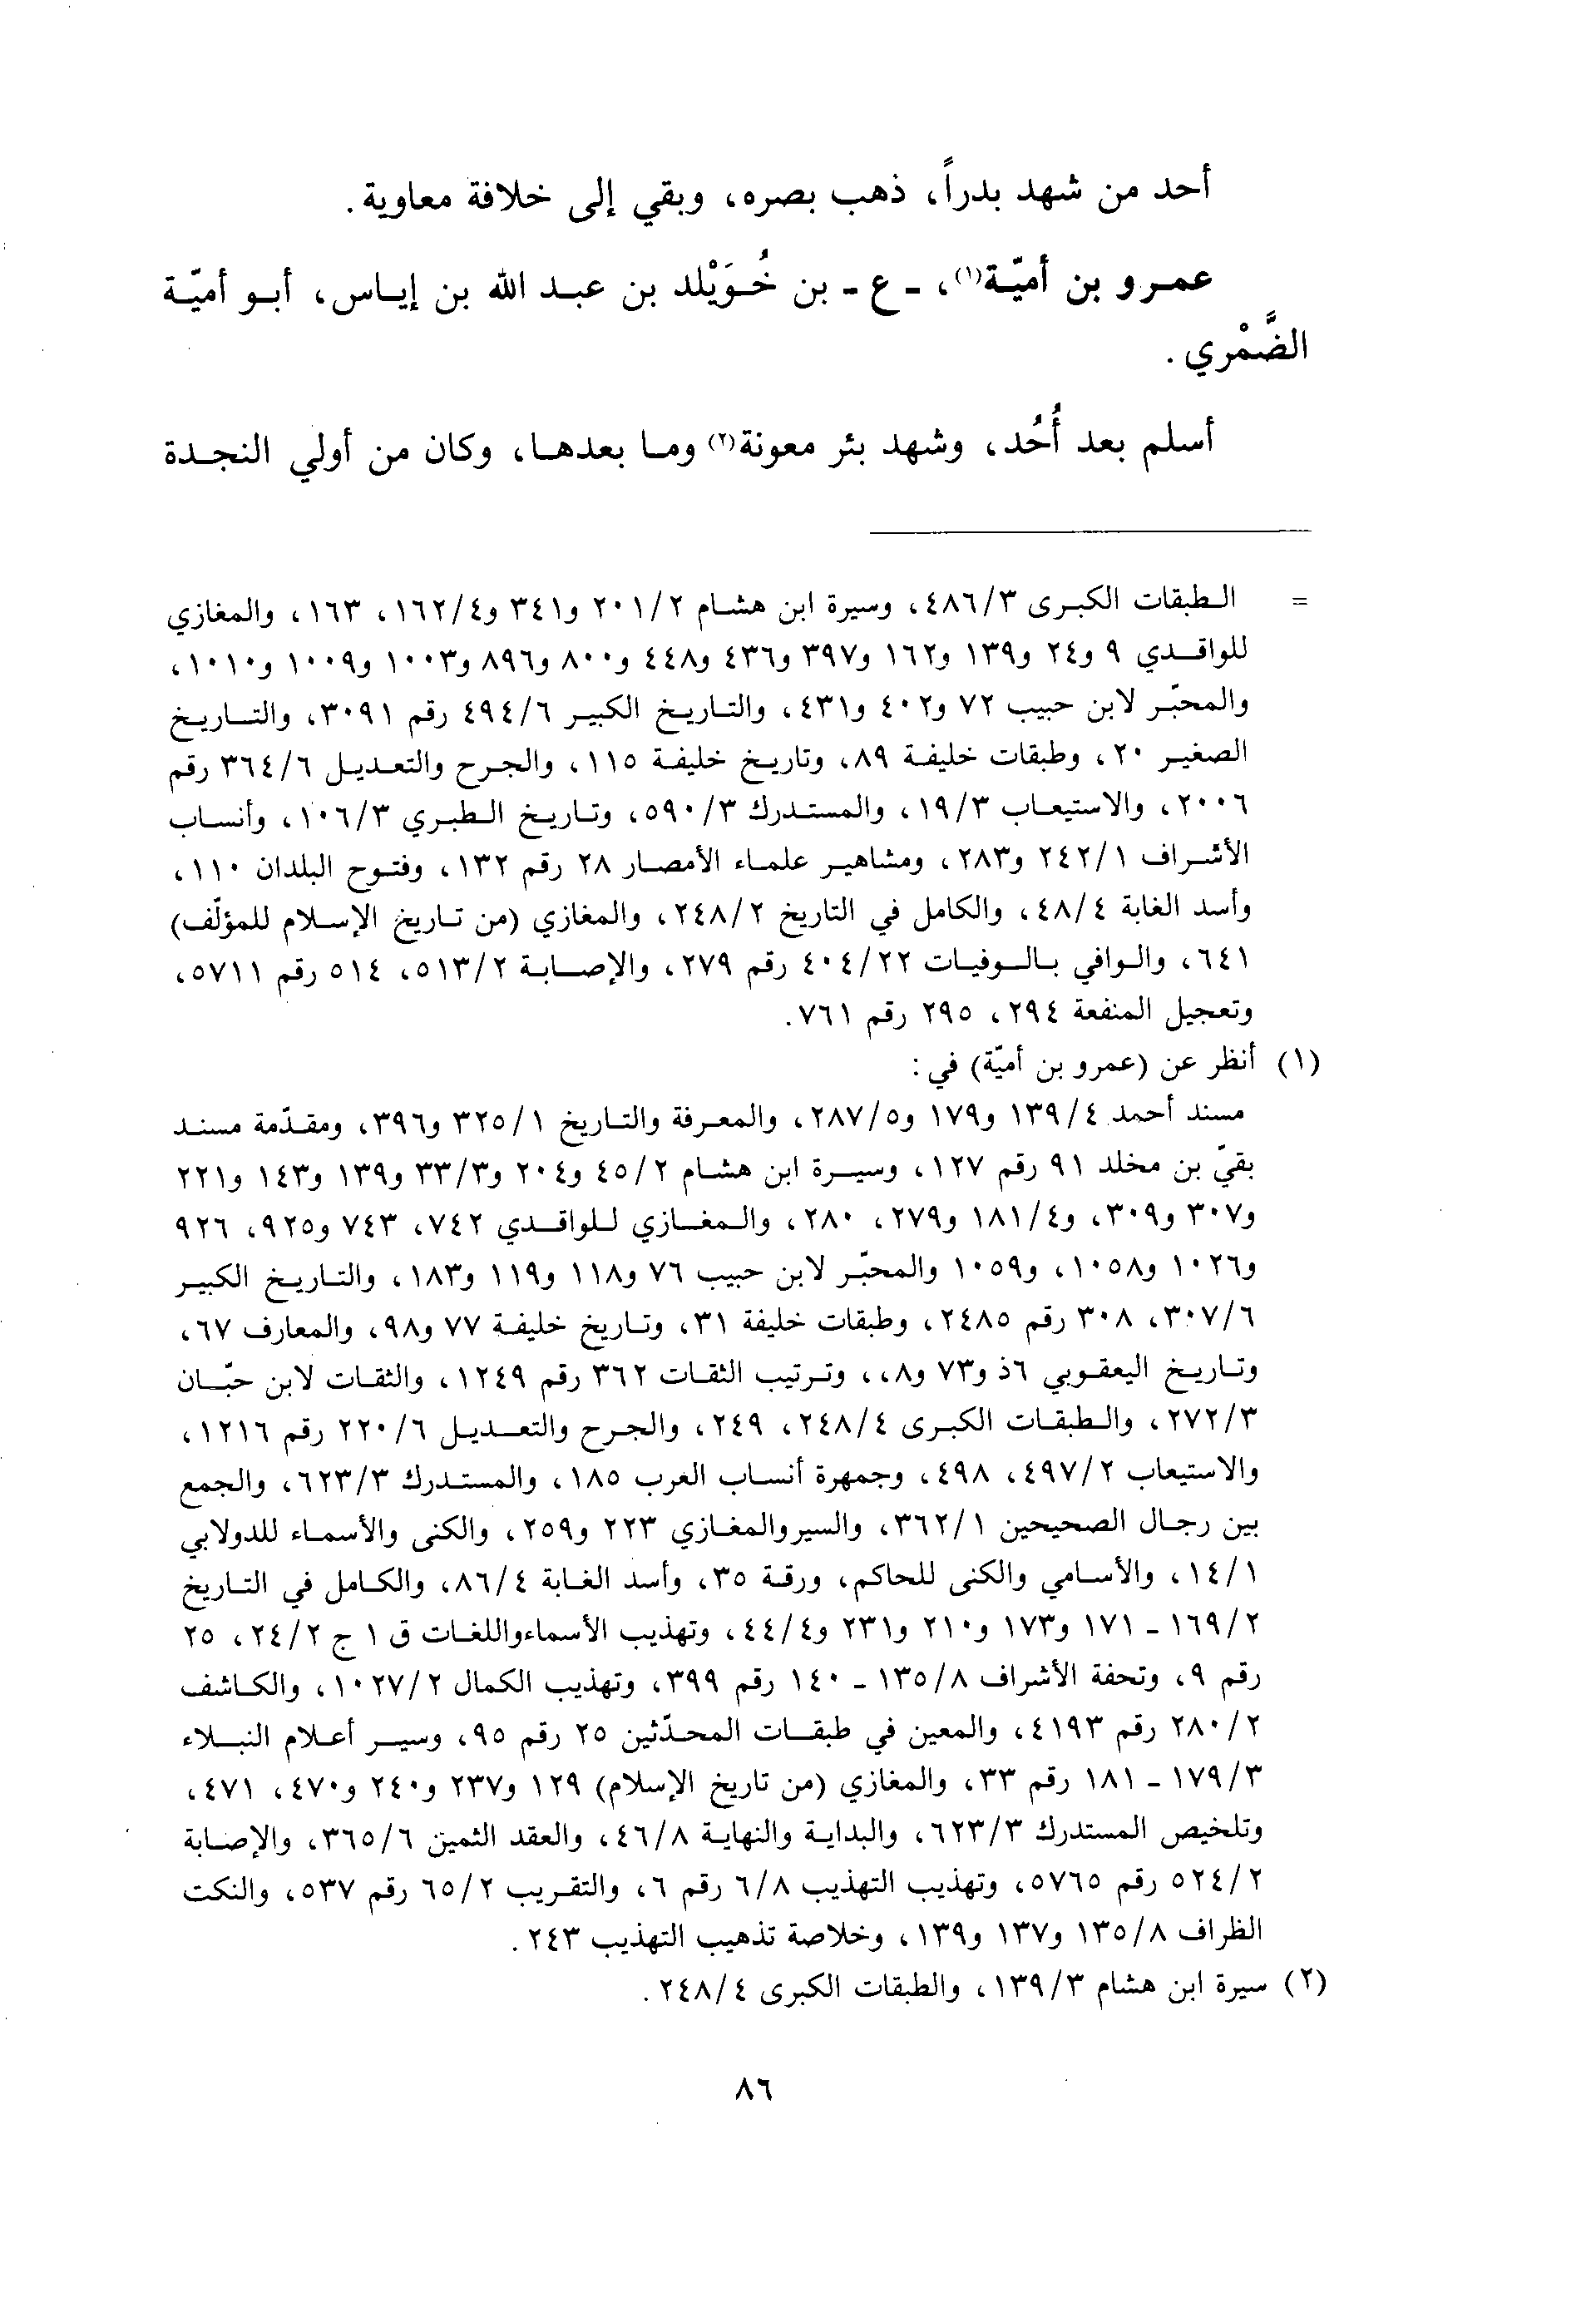 أحد من شهد بدراً، ذهب بصره، وبقي إلى خلافة معاوية.
عمرو بن أميّة(١)، ـ ع ـ بن خُوَيْلد بن عبد الله بن إياس، أبو أميّة
الضَّمْري.
أسلم بعد أُحُد، وشهد بئر معونة(٢) وما بعدها، وكان من أولي النجدة
= الطبقات الكبرى ٤٨٦/٣، وسيرة ابن هشام ٢٠١/٢ و٣٤١ و١٦٢/٤، ١٦٣، والمغازي
للواقدي ٩ و٢٤ و١٣٩ و١٦٢ و٣٩٧ و٤٣٦ و٤٤٨ و٨٠٠ و٨٩٦ و١٠٠٣ و١٠٠٩ و١٠١٠،
والمحبّر لابن حبيب ٧٢ و٤٠٢ و٤٣١، والتاريخ الكبير ٤٩٤/٦ رقم ٣٠٩١، والتاريخ
الصغير ٢٠، وطبقات خليفة ٨٩، وتاريخ خليفة ١١٥، والجرح والتعديل ٣٦٤/٦ رقم
٢٠٠٦، والاستيعاب ١٩/٣، والمستدرك ٥٩٠/٣، وتاريخ الطبري ١٠٦/٣، وأنساب
الأشراف ٢٤٢/١ و٢٨٣، ومشاهير علماء الأمصار ٢٨ رقم ١٣٢، وفتوح البلدان ١١٠،
وأسد الغابة ٤٨/٤، والكامل في التاريخ ٢٤٨/٢، والمغازي (من تاريخ الإسلام للمؤلّف)
٦٤١، والوافي بالوفيات ٤٠٤/٢٢ رقم ٢٧٩، والإصابة ٥١٣/٢، ٥١٤ رقم ٥٧١١،
وتعجيل المنفعة ٢٩٤، ٢٩٥ رقم ٧٦١.
(١) أنظر عن (عمرو بن أميّة) في:
مسند أحمد ١٣٩/٤ و١٧٩ و٢٨٧/٥، والمعرفة والتاريخ ٣٢٥/١ و٣٩٦، ومقدّمة مسند
بقيّ بن مخلد ٩١ رقم ١٢٧، وسيرة ابن هشام ٤٥/٢ و٢٠٤ و٣٣/٣ و١٣٩ و١٤٣ و٢٢١
و٣٠٧ و٣٠٩، و١٨١/٤ و٢٧٩، ٢٨٠، والمغازي للواقدي ٧٤٢، ٧٤٣ و٩٢٥، ٩٢٦
و١٠٢٦ و١٠٥٨، و١٠٥٩ والمحبّر لابن حبيب ٧٦ و١١٨ و١١٩ و١٨٣، والتاريخ الكبير
٣٠٧/٦، ٣٠٨ رقم ٢٤٨٥، وطبقات خليفة ٣١، وتاريخ خليفة ٧٧ و٩٨، والمعارف ٦٧،
وتاريخ اليعقوبي ٦ذ و٧٣ و٨،، وترتيب الثقات ٣٦٢ رقم ١٢٤٩، والثقات لابن حبّان
٢٧٢/٣، والطبقات الكبرى ٢٤٨/٤، ٢٤٩، والجرح والتعديل ٢٢٠/٦ رقم ١٢١٦،
والاستيعاب ٤٩٧/٢، ٤٩٨، وجمهرة أنساب العرب ١٨٥، والمستدرك ٦٢٣/٣، والجمع
بين رجال الصحيحين ٣٦٢/١، والسير والمغازي ٢٢٣ و٢٥٩، والكنى والأسماء للدولابي
١٤/١، والأسامي والكنى للحاكم، ورقة ٣٥، وأسد الغابة ٨٦/٤، والكامل في التاريخ
١٦٩/٢ ـ ١٧١ و١٧٣ و٢١٠ و٢٣١ و٤٤/٤، وتهذيب الأسماء واللغات ق ١ ج ٢٤/٢، ٢٥
رقم ٩، وتحفة الأشراف ١٣٥/٨ ـ ١٤٠ رقم ٣٩٩، وتهذيب الكمال ١٠٢٧/٢، والكاشف
٢٨٠/٢ رقم ٤١٩٣، والمعين في طبقات المحدّثين ٢٥ رقم ٩٥، وسير أعلام النبلاء
١٧٩/٣ ـ ١٨١ رقم ٣٣، والمغازي (من تاريخ الإسلام) ١٢٩ و٢٣٧ و٢٤٠ و٤٧٠، ٤٧١،
وتلخيص المستدرك ٦٢٣/٣، والبداية والنهاية ٤٦/٨، والعقد الثمين ٣٦٥/٦، والإصابة
٥٢٤/٢ رقم ٥٧٦٥، وتهذيب التهذيب ٦/٨ رقم ٦، والتقريب ٦٥/٢ رقم ٥٣٧، والنكت
الظراف ١٣٥/٨ و١٣٧ و١٣٩، وخلاصة تذهيب التهذيب ٢٤٣.
(٢) سيرة ابن هشام ١٣٩/٣، والطبقات الكبرى ٢٤٨/٤.
٨٦